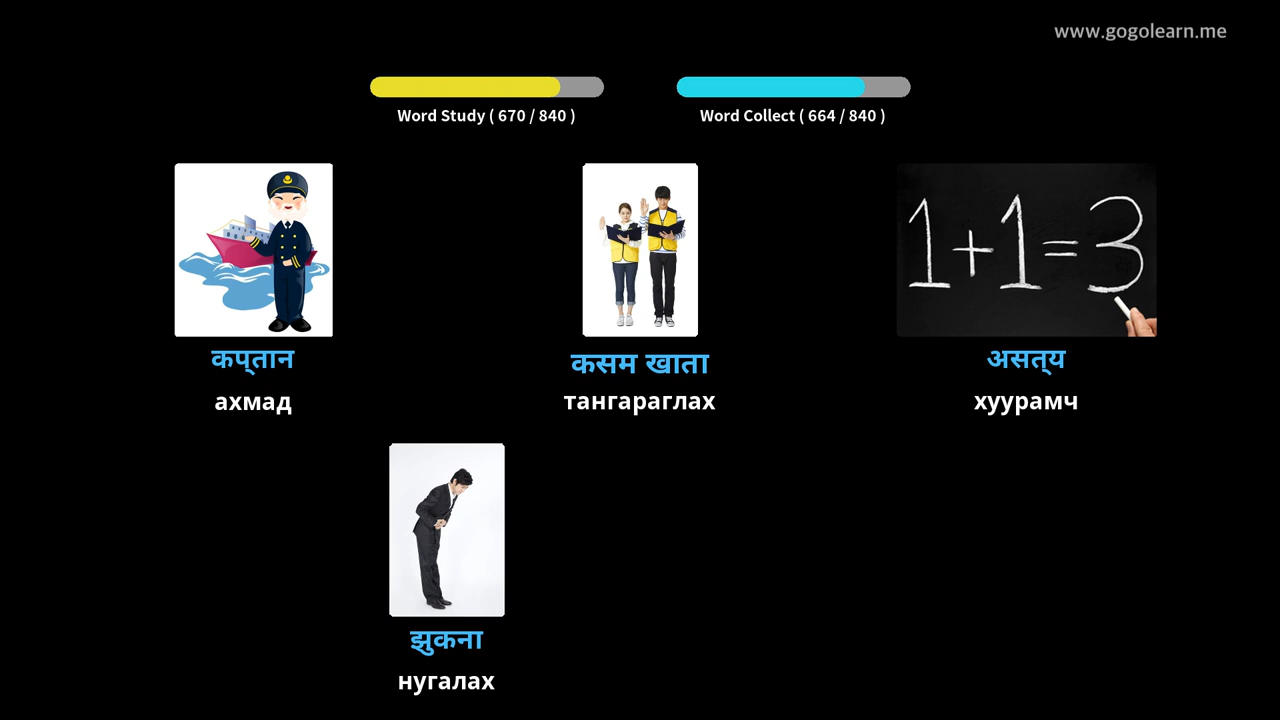 www.gogolearn.me
Word Study ( 670 / 840 )
Word Collect ( 664 / 840 )
1+1=3
कप्तान
कसम खाता
असत्य
ахмад
тангараглах
хуурамч
झुकना
нугалах